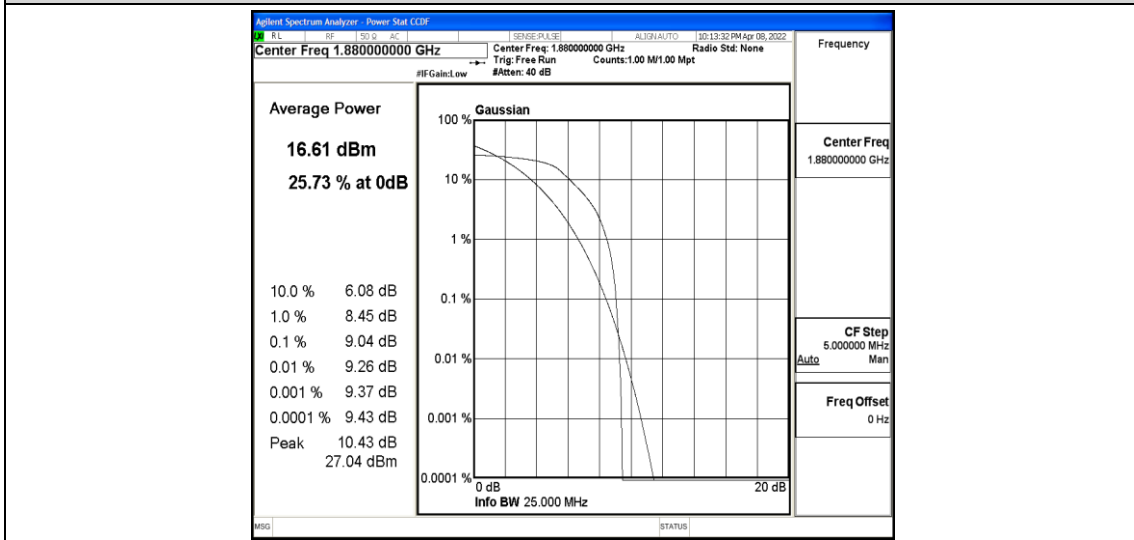 Agilent Spectrum Analyzer - Power Stat CCDF
RL RF 50 Ω AC SENSE:PULSE ALIGNAUTO 10:13:32 PM Apr 08, 2022
Center Freq 1.880000000 GHz
Center Freq: 1.880000000 GHz Radio Std: None
Trig: Free Run Counts:1.00 M/1.00 Mpt
#IFGain:Low #Atten: 40 dB
Frequency
Average Power
16.61 dBm
25.73 % at 0dB
10.0 % 6.08 dB
1.0 % 8.45 dB
0.1 % 9.04 dB
0.01 % 9.26 dB
0.001 % 9.37 dB
0.0001 % 9.43 dB
Peak 10.43 dB
27.04 dBm
Gaussian
100 %
10 %
1 %
0.1 %
0.01 %
0.001 %
0.0001 %
0 dB 20 dB
Info BW 25.000 MHz
Center Freq
1.880000000 GHz
CF Step
5.000000 MHz
Auto Man
Freq Offset
0 Hz
MSG STATUS